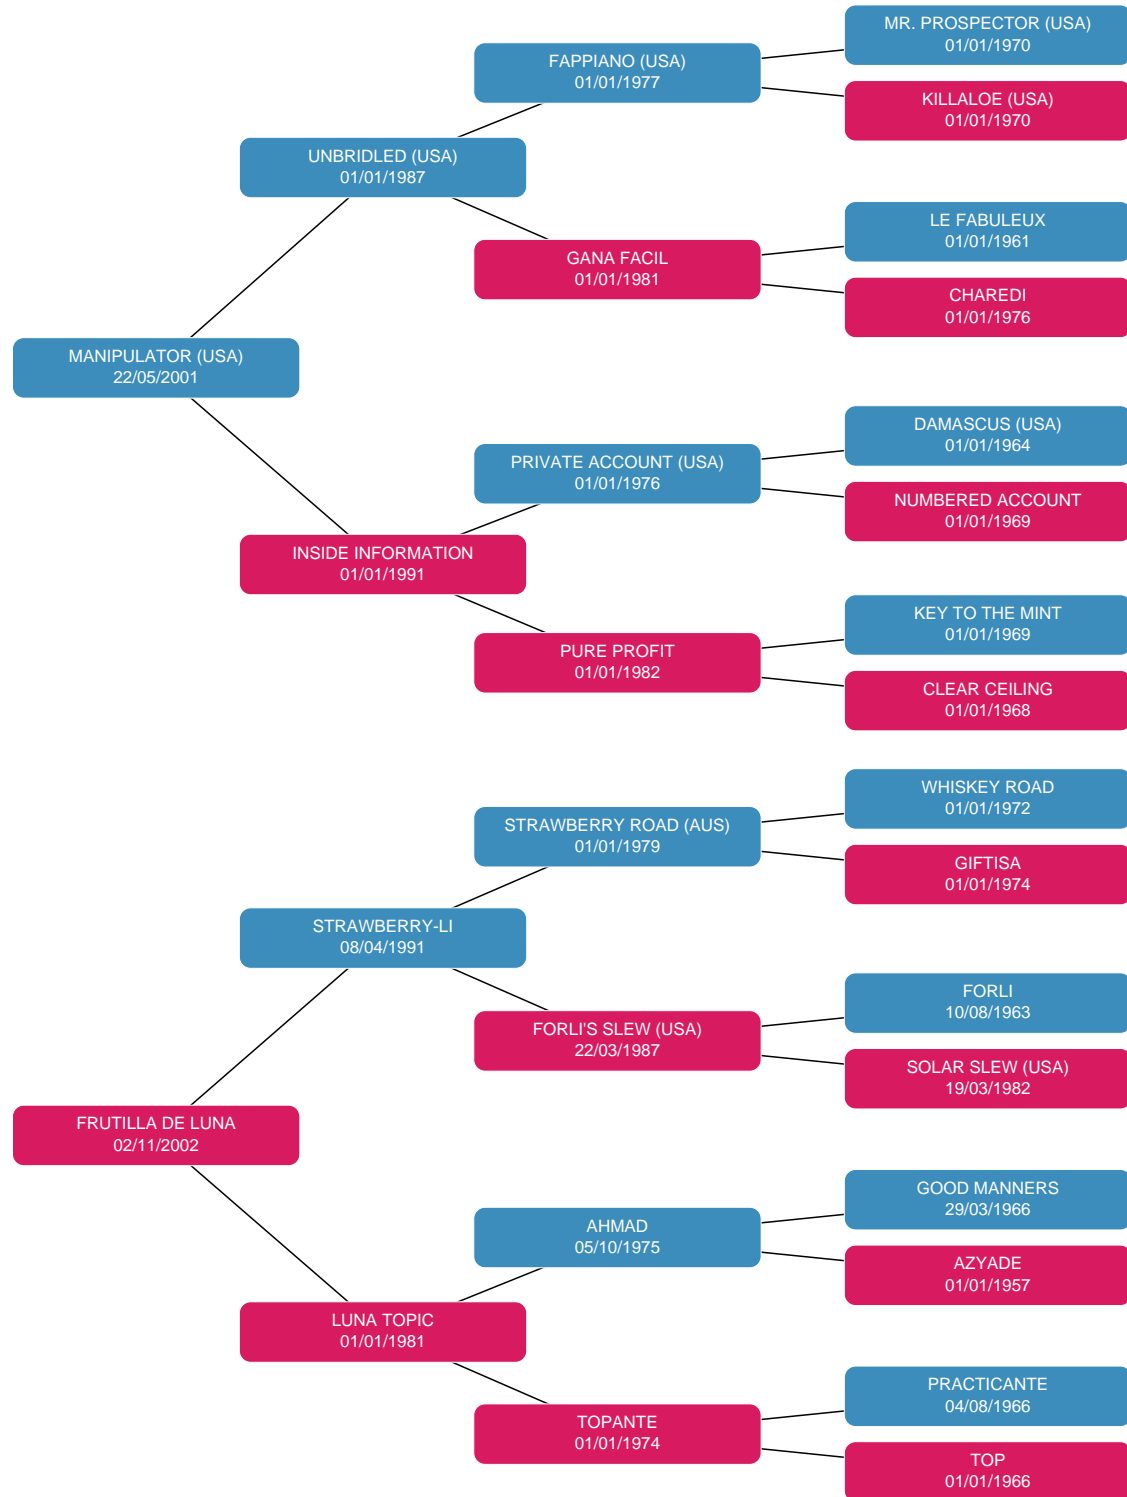 MR. PROSPECTOR (USA)
01/01/1970
FAPPIANO (USA)
01/01/1977
KILLALOE (USA)
01/01/1970
UNBRIDLED (USA)
01/01/1987
LE FABULEUX
01/01/1961
GANA FACIL
01/01/1981
CHAREDI
01/01/1976
MANIPULATOR (USA)
22/05/2001
DAMASCUS (USA)
01/01/1964
PRIVATE ACCOUNT (USA)
01/01/1976
NUMBERED ACCOUNT
01/01/1969
INSIDE INFORMATION
01/01/1991
KEY TO THE MINT
01/01/1969
PURE PROFIT
01/01/1982
CLEAR CEILING
01/01/1968
WHISKEY ROAD
01/01/1972
STRAWBERRY ROAD (AUS)
01/01/1979
GIFTISA
01/01/1974
STRAWBERRY-LI
08/04/1991
FORLI
10/08/1963
FORLI'S SLEW (USA)
22/03/1987
SOLAR SLEW (USA)
19/03/1982
FRUTILLA DE LUNA
02/11/2002
GOOD MANNERS
29/03/1966
AHMAD
05/10/1975
AZYADE
01/01/1957
LUNA TOPIC
01/01/1981
PRACTICANTE
04/08/1966
TOPANTE
01/01/1974
TOP
01/01/1966